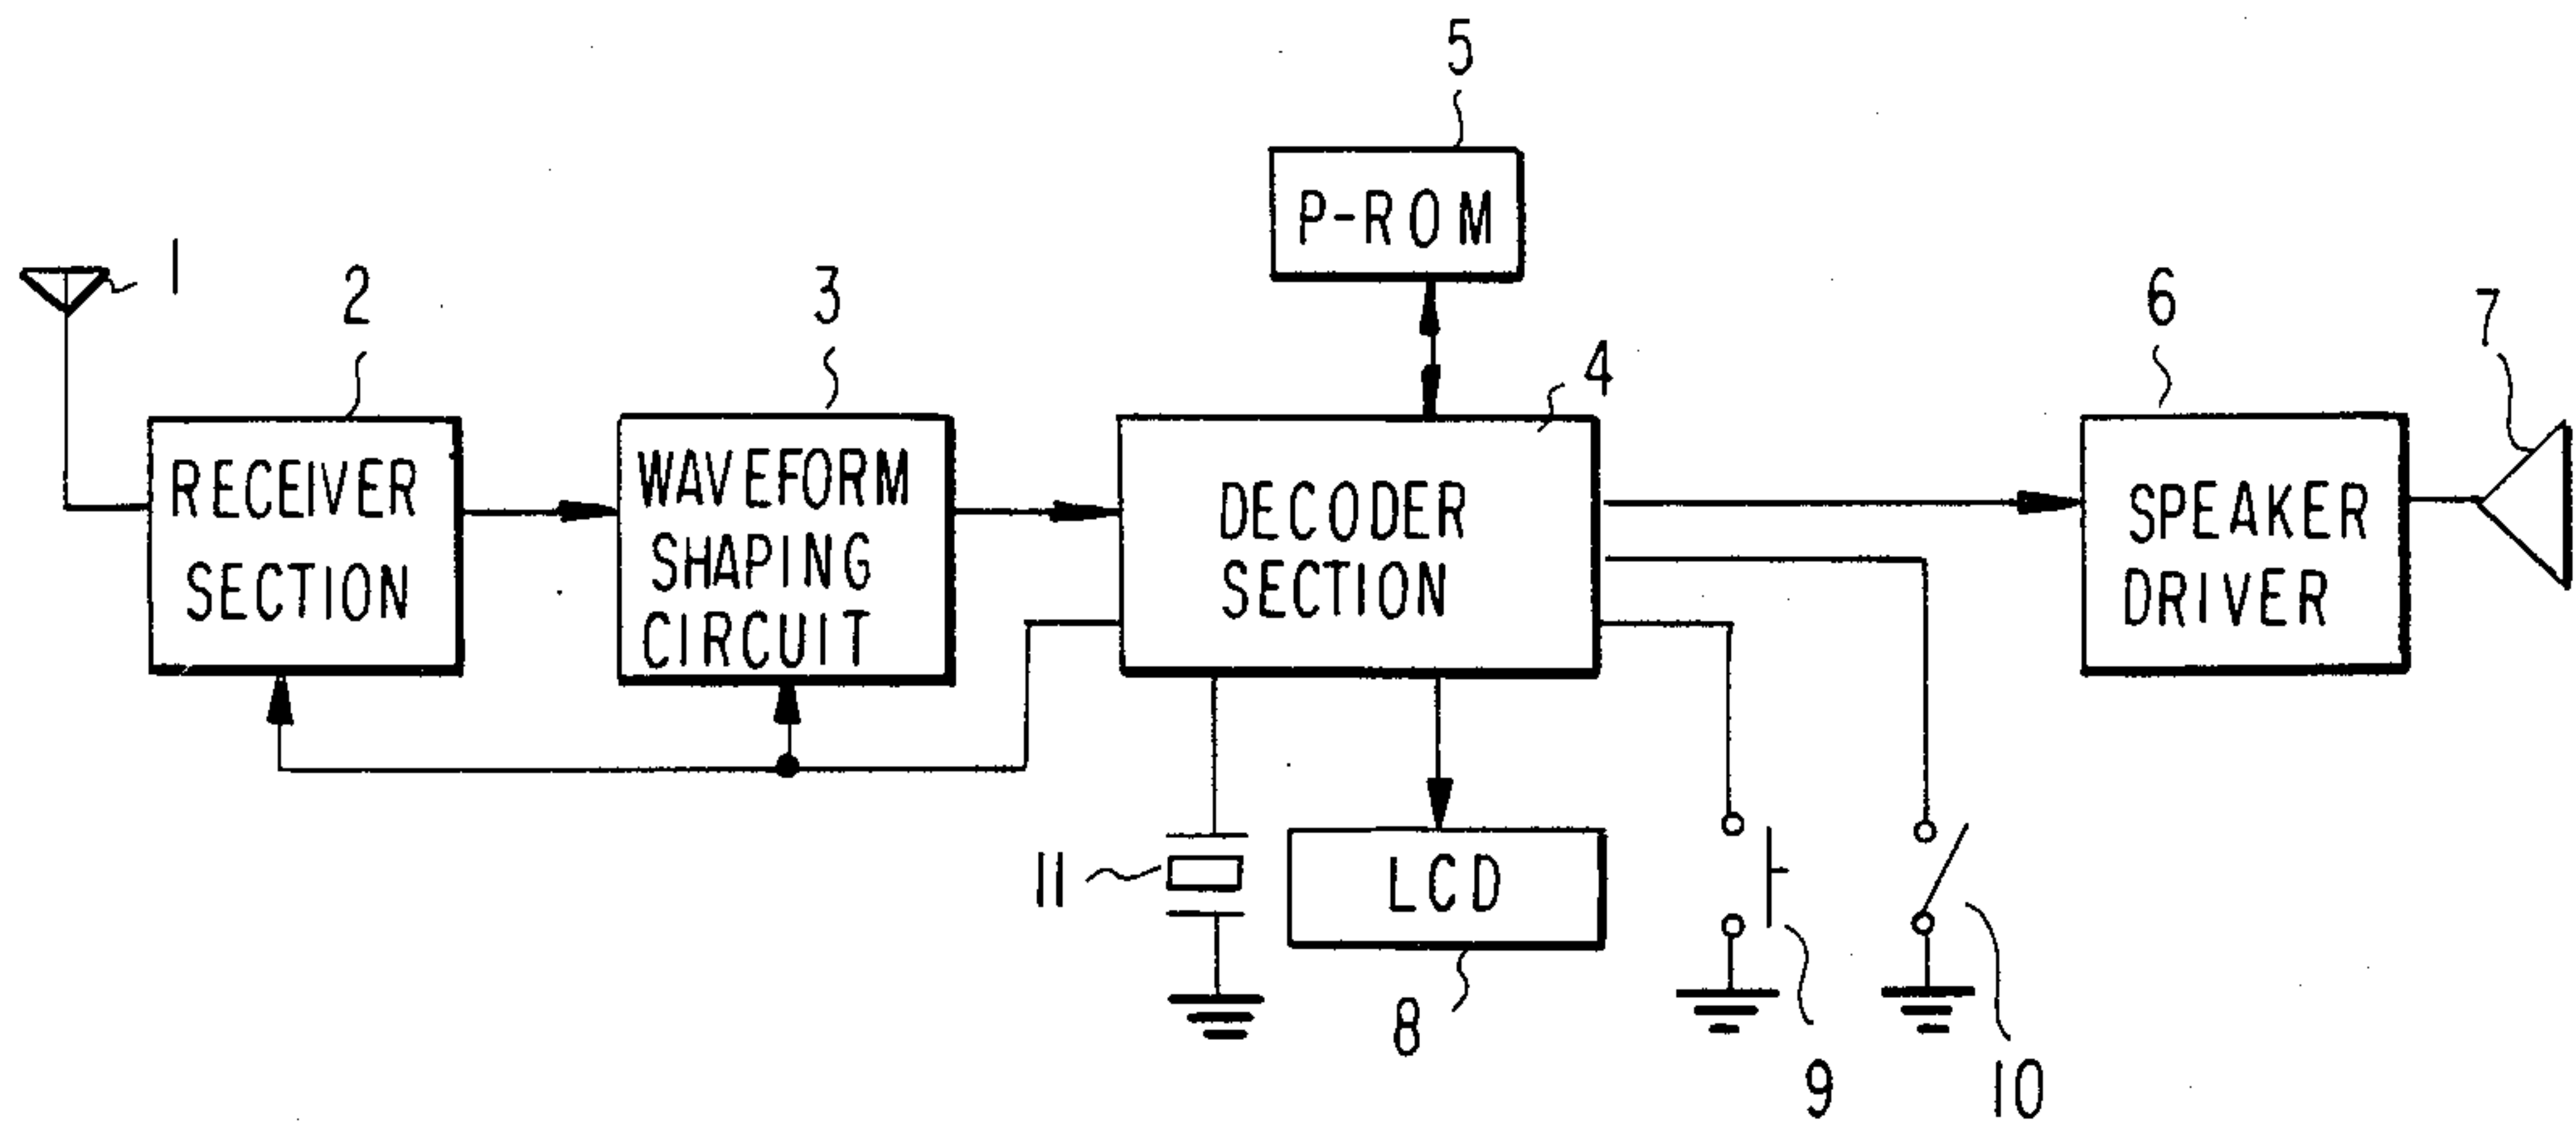 5
P-ROM
1
2
3
4
6
7
RECEIVER
SECTION
WAVEFORM
SHAPING
CIRCUIT
DECODER
SECTION
SPEAKER
DRIVER
11
LCD
8
9
10